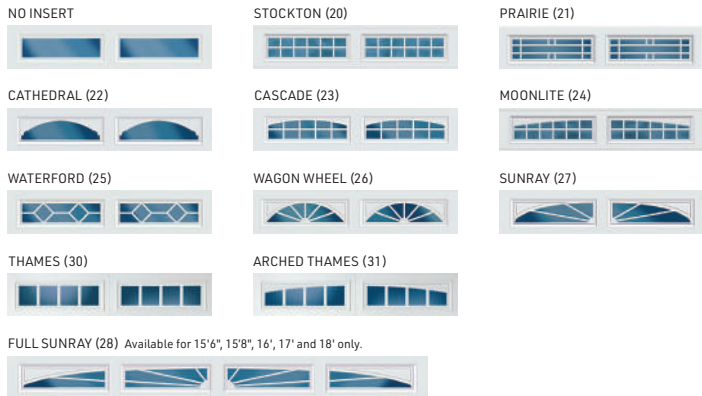 NO INSERT
STOCKTON (20)
PRAIRIE (21)
CATHEDRAL (22)
CASCADE (23)
MOONLITE (24)
WATERFORD (25)
WAGON WHEEL (26)
SUNRAY (27)
THAMES (30)
ARCHED THAMES (31)
FULL SUNRAY (28) Available for 15'6", 15'8", 16', 17' and 18' only.